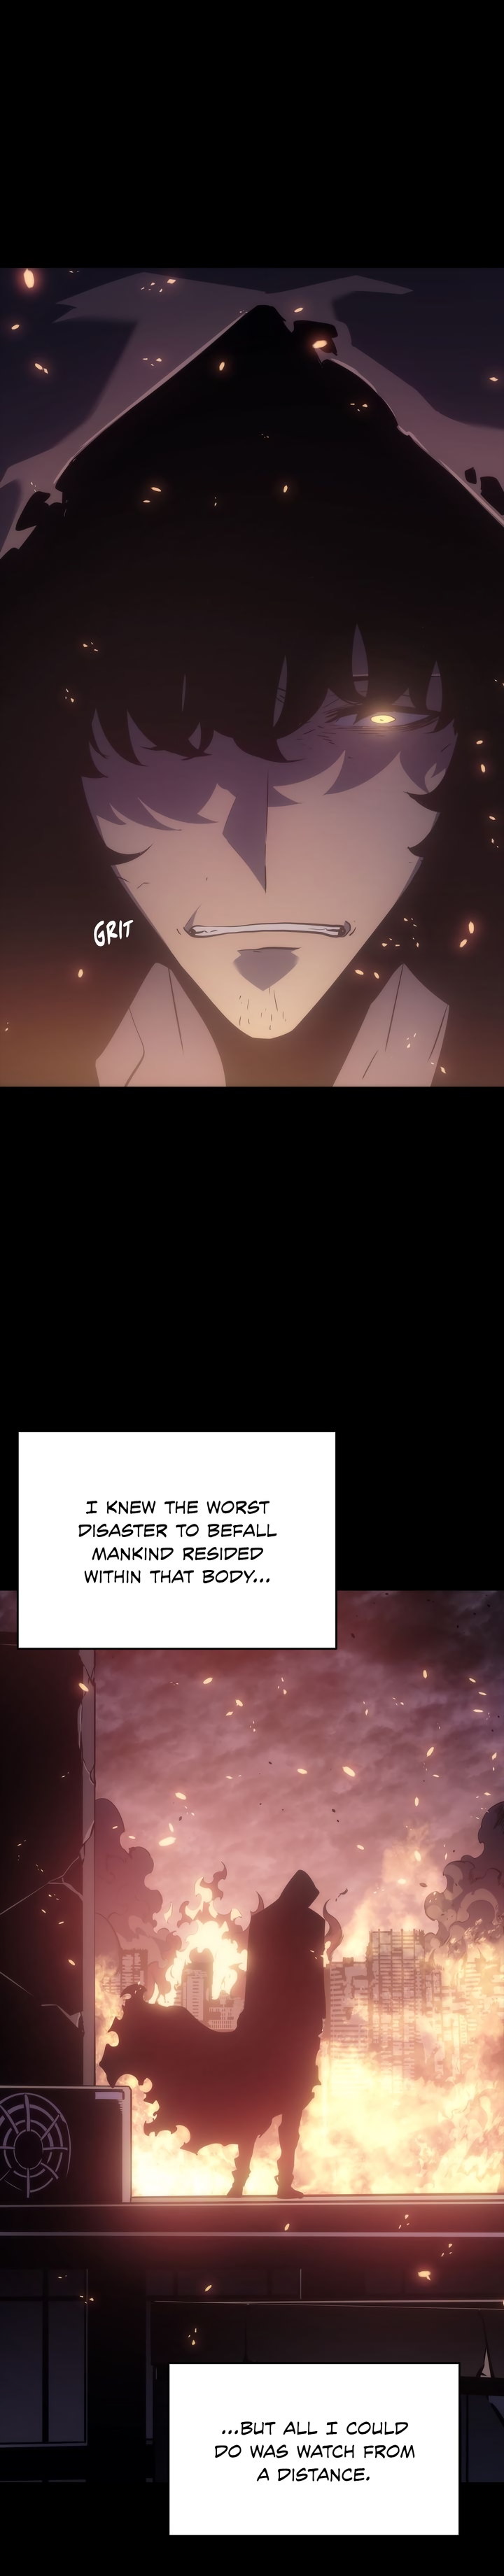 GRIT
I KNEW THE WORST
DISASTER TO BEFALL
MANKIND RESIDED
WITHIN THAT BODY...
...BUT ALL I COULD
DO WAS WATCH FROM
A DISTANCE.